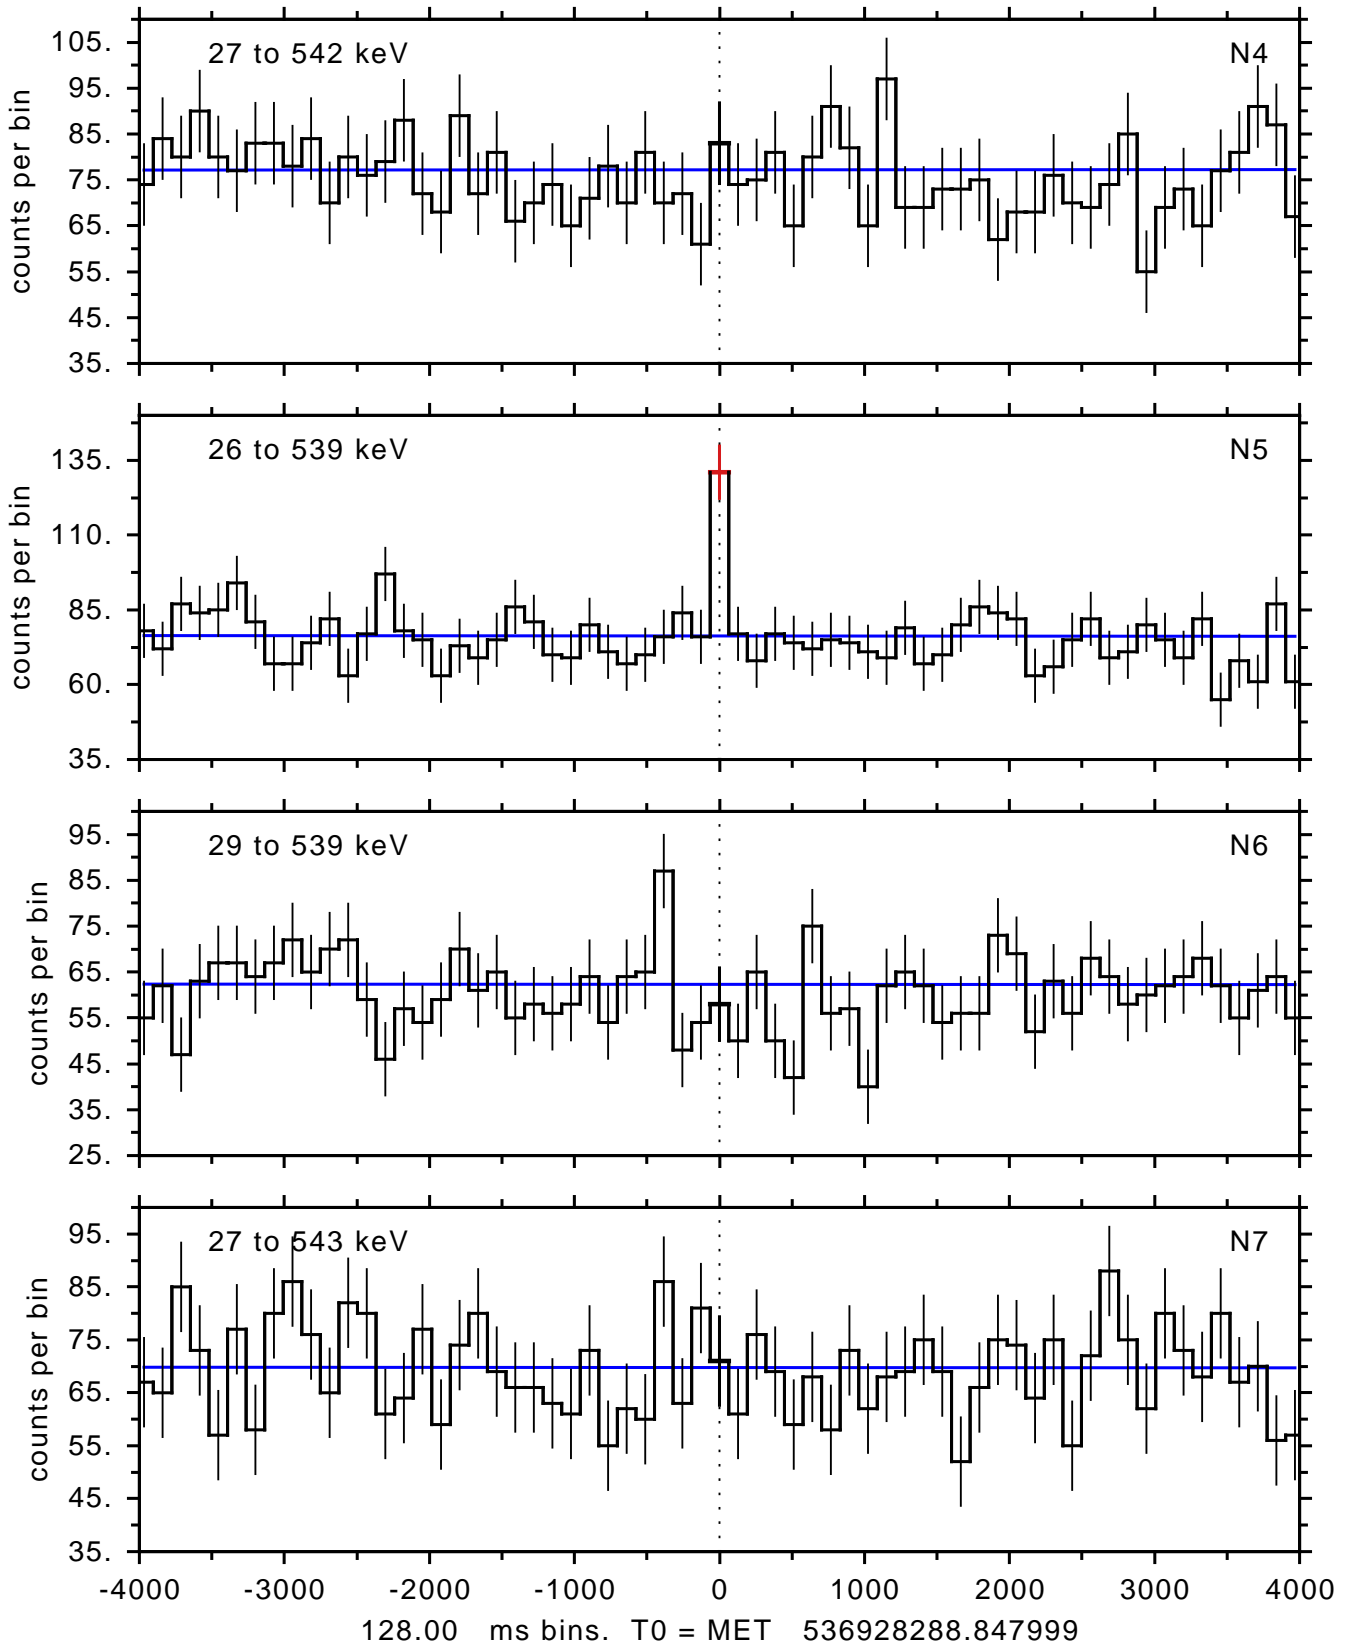 27 to 542 keV N4
105.
95.
85.
75.
65.
55.
45.
35.
counts per bin
26 to 539 keV N5
135.
110.
85.
60.
35.
counts per bin
29 to 539 keV N6
95.
85.
75.
65.
55.
45.
35.
25.
counts per bin
27 to 543 keV N7
95.
85.
75.
65.
55.
45.
35.
counts per bin
-4000 -3000 -2000 -1000 0 1000 2000 3000 4000
128.00 ms bins. T0 = MET 536928288.847999